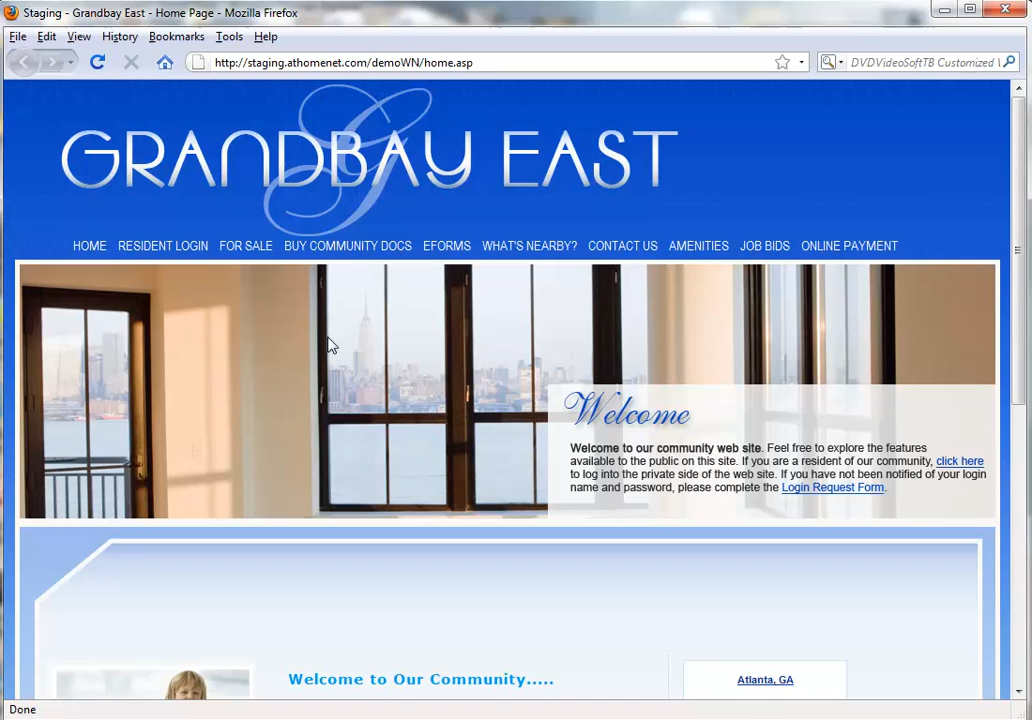 Staging - Grandbay East - Home Page - Mozilla Firefox
File Edit View History Bookmarks Tools Help
http://staging.athomenet.com/demoWN/home.asp
DVDVideoSoftTB Customized
G
GRANDBAY EAST
HOME RESIDENT LOGIN FOR SALE BUY COMMUNITY DOCS EFORMS WHAT'S NEARBY? CONTACT US AMENITIES JOB BIDS ONLINE PAYMENT
Welcome
Welcome to our community web site. Feel free to explore the features
available to the public on this site. If you are a resident of our community, click here
to log into the private side of the web site. If you have not been notified of your login
name and password, please complete the Login Request Form.
Welcome to Our Community.....
Atlanta, GA
Done